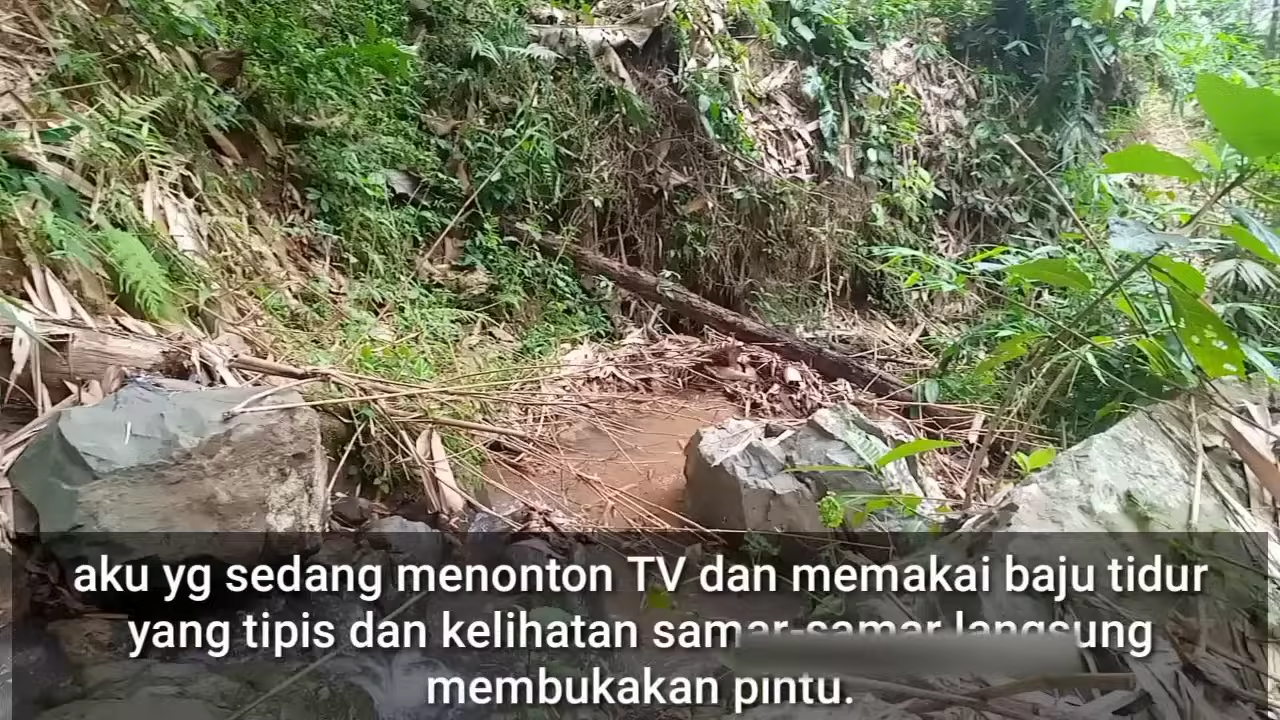 aku yg sedang menonton TV dan memakai baju tidur
yang tipis dan kelihatan samar-samar langsung
membukakan pintu.